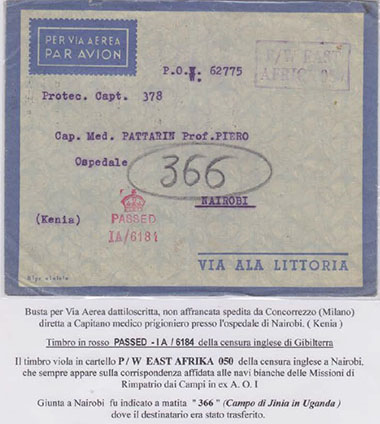 PER VIA AEREA
PAR AVION
P.O.W: 62775
P/W EAST
AFRICA 050
Protec. Capt. 378
Cap. Med. PATTARIN Prof.PIERO
Ospedale
366
NAIROBI
(Kenia)
PASSED
IA/6184
VIA ALA LITTORIA
Busta per Via Aerea dattiloscritta, non affrancata spedita da Concorrezzo (Milano)
diretta a Capitano medico prigioniero presso l'ospedale di Nairobi. ( Kenia )
Timbro in rosso PASSED - I A / 6184 della censura inglese di Gibilterra
Il timbro viola in cartello P / W EAST AFRIKA 050 della censura inglese a Nairobi,
che sempre appare sulla corrispondenza affidata alle navi bianche delle Missioni di
Rimpatrio dai Campi in ex A. O. I
Giunta a Nairobi fu indicato a matita " 366 " (Campo di Jinia in Uganda )
dove il destinatario era stato trasferito.